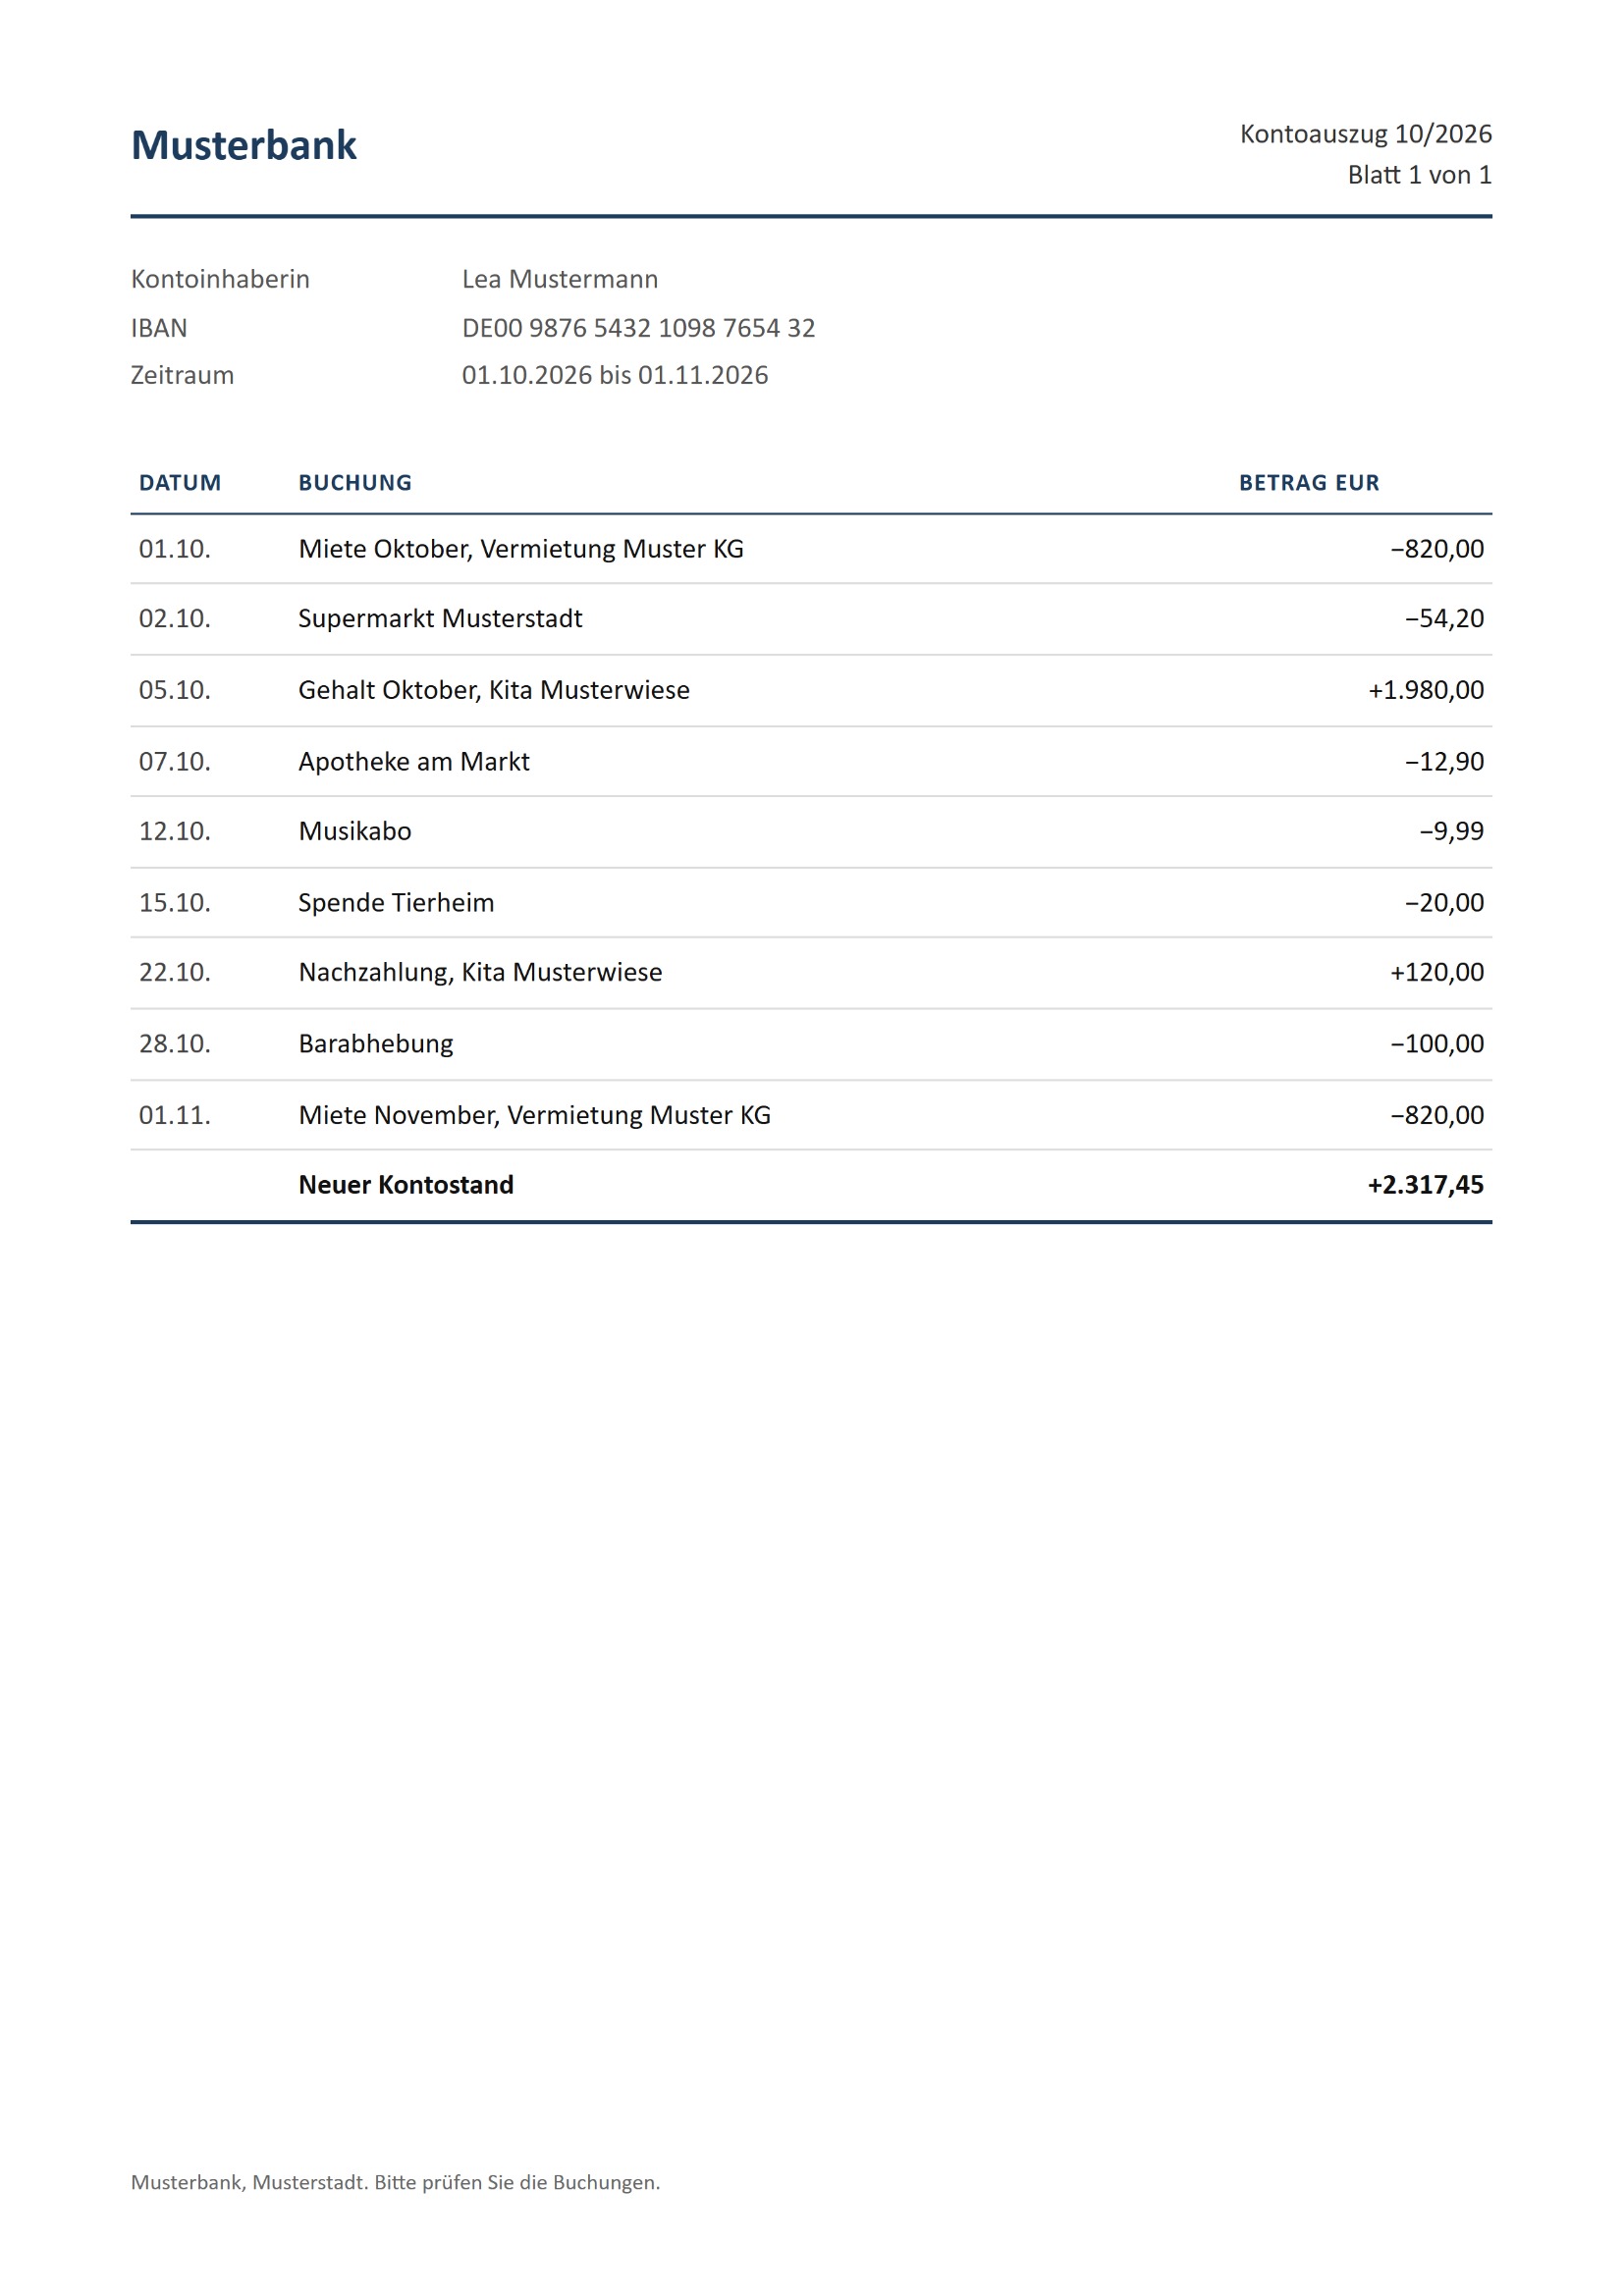 Musterbank
Kontoauszug 10/2026
Blatt 1 von 1
Kontoinhaberin Lea Mustermann
IBAN DE00 9876 5432 1098 7654 32
Zeitraum 01.10.2026 bis 01.11.2026
DATUM BUCHUNG BETRAG EUR
01.10. Miete Oktober, Vermietung Muster KG −820,00
02.10. Supermarkt Musterstadt −54,20
05.10. Gehalt Oktober, Kita Musterwiese +1.980,00
07.10. Apotheke am Markt −12,90
12.10. Musikabo −9,99
15.10. Spende Tierheim −20,00
22.10. Nachzahlung, Kita Musterwiese +120,00
28.10. Barabhebung −100,00
01.11. Miete November, Vermietung Muster KG −820,00
Neuer Kontostand +2.317,45
Musterbank, Musterstadt. Bitte prüfen Sie die Buchungen.